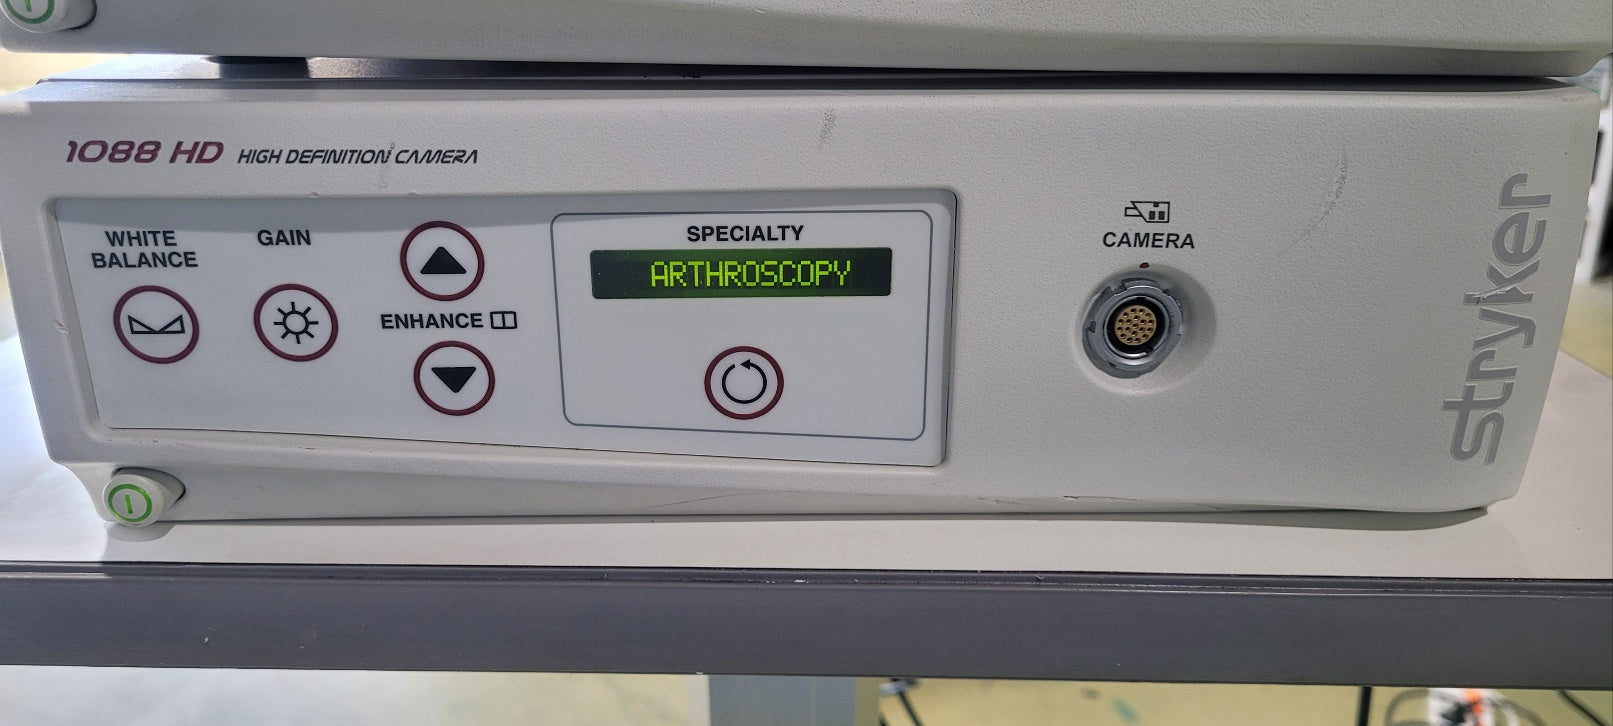 1088 HD HIGH DEFINITION CAMERA
WHITE
BALANCE
GAIN
ENHANCE
SPECIALTY
ARTHROSCOPY
CAMERA
stryker